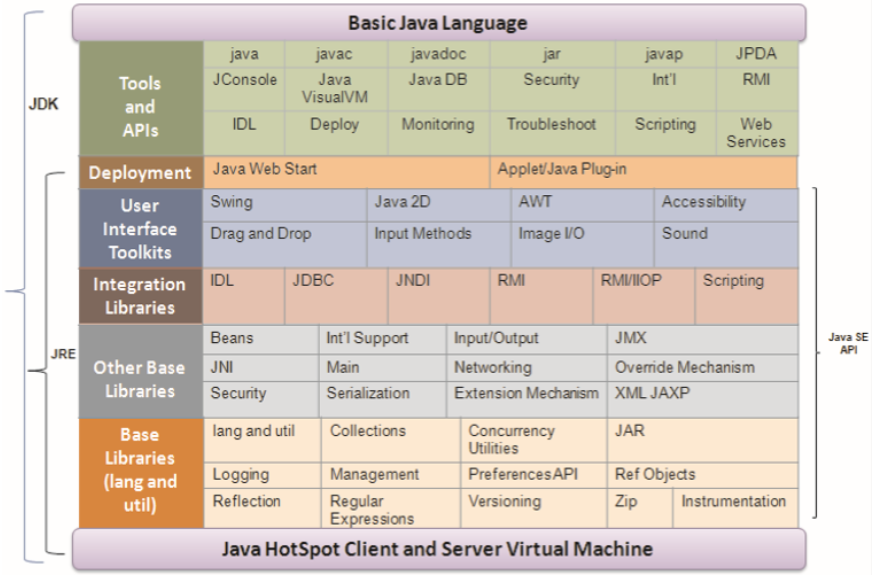 Basic Java Language
JDK
Tools
and
APIs
java javac javadoc jar javap JPDA
JConsole Java
VisualVM Java DB Security Int'l RMI
IDL Deploy Monitoring Troubleshoot Scripting Web
Services
Deployment
Java Web Start Applet/Java Plug-in
User
Interface
Toolkits
Swing Java 2D AWT Accessibility
Drag and Drop Input Methods Image I/O Sound
Integration
Libraries
IDL JDBC JNDI RMI RMI/IIOP Scripting
JRE
Other Base
Libraries
Beans Int'l Support Input/Output JMX
JNI Main Networking Override Mechanism
Security Serialization Extension Mechanism XML JAXP
Java SE
API
Base
Libraries
(lang and
util)
lang and util Collections Concurrency
Utilities JAR
Logging Management Preferences API Ref Objects
Reflection Regular
Expressions Versioning Zip Instrumentation
Java HotSpot Client and Server Virtual Machine